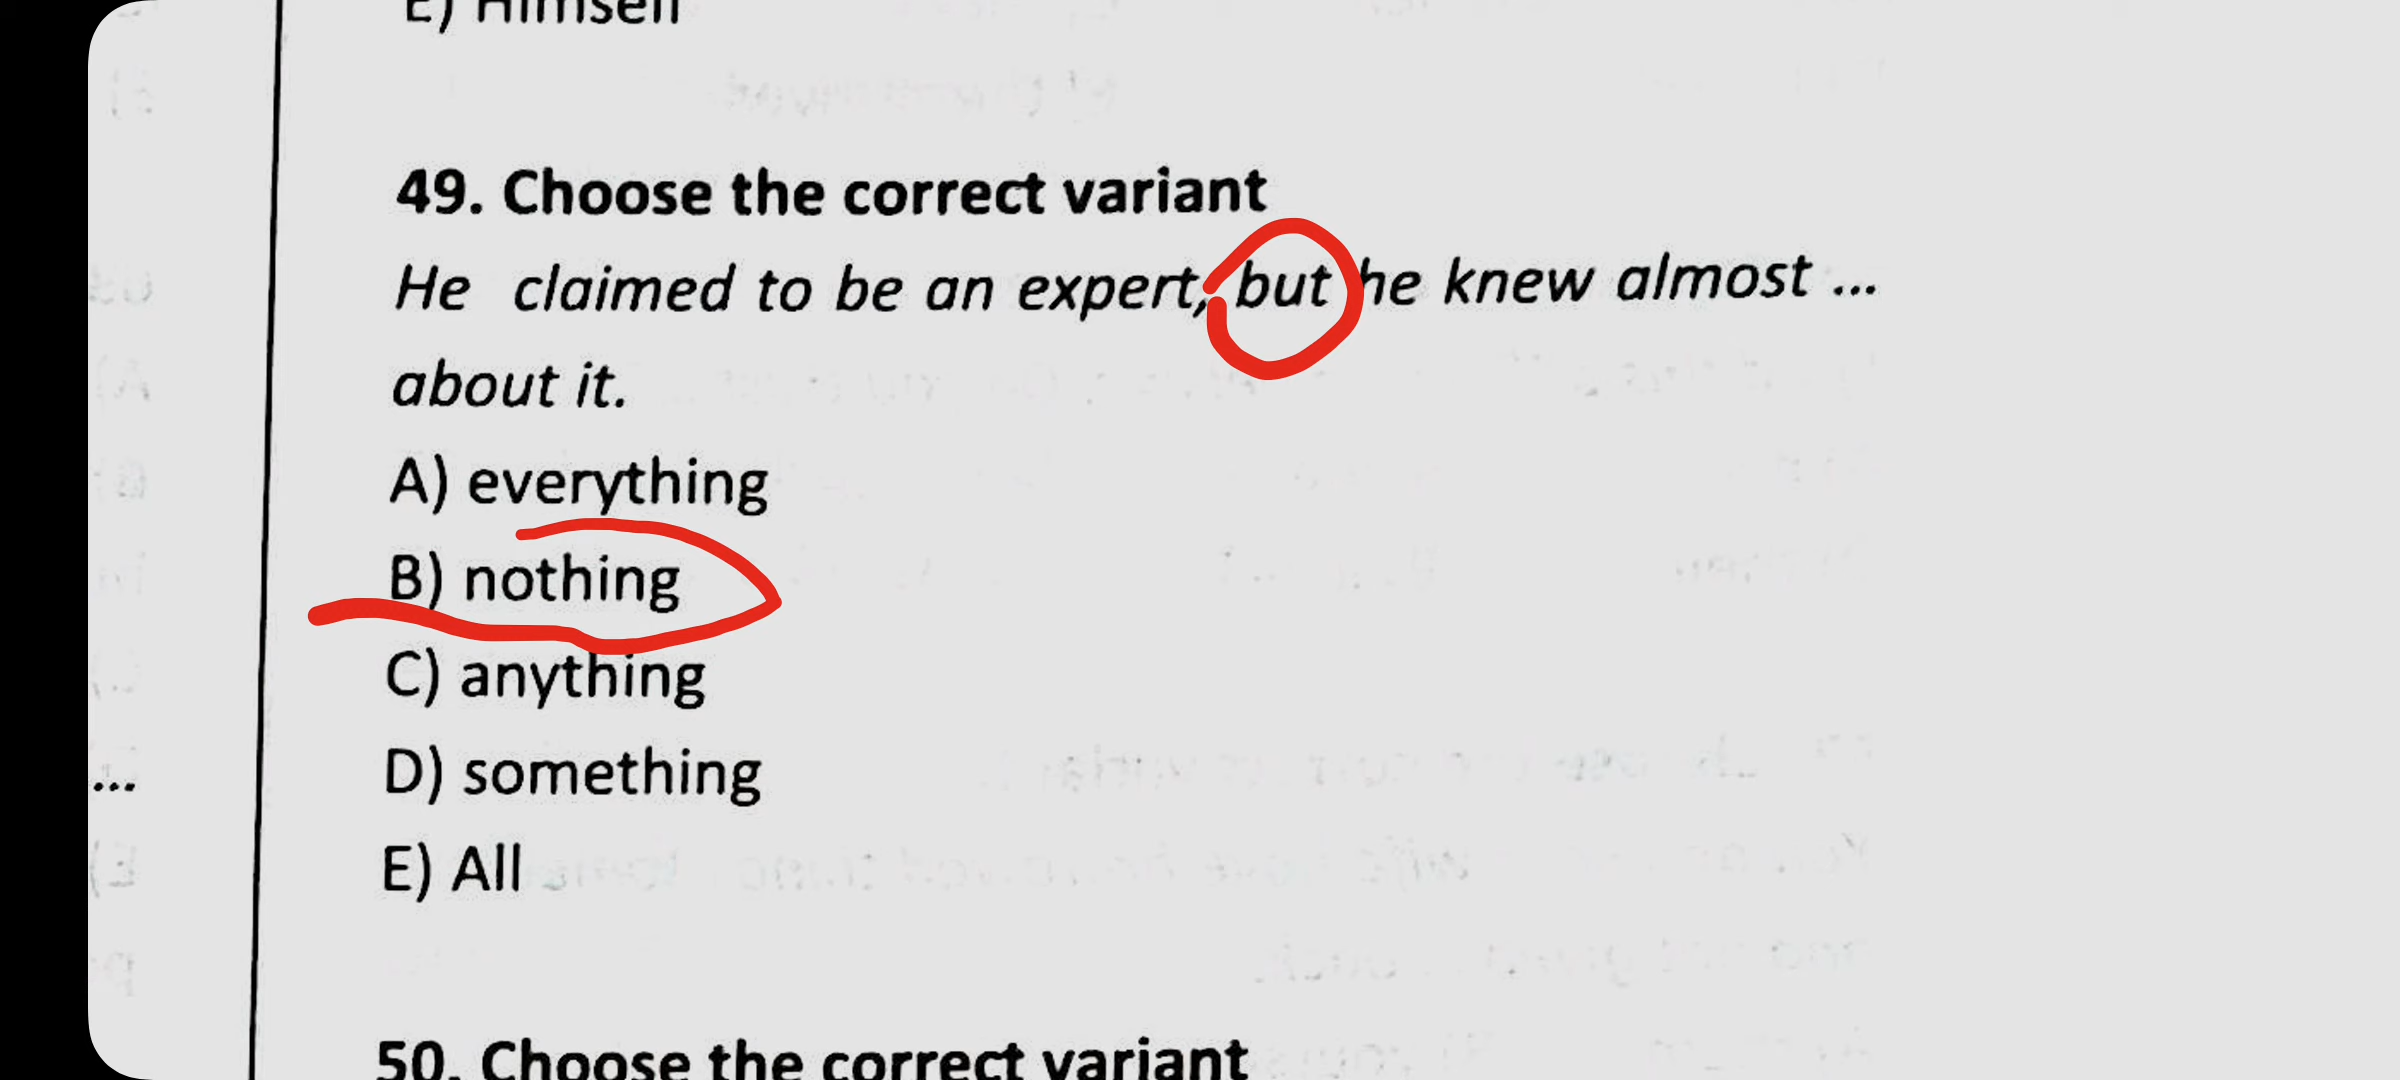 E) Himself
49. Choose the correct variant
He claimed to be an expert, but he knew almost ...
about it.
A) everything
B) nothing
C) anything
D) something
...
E) All
50. Choose the correct variant